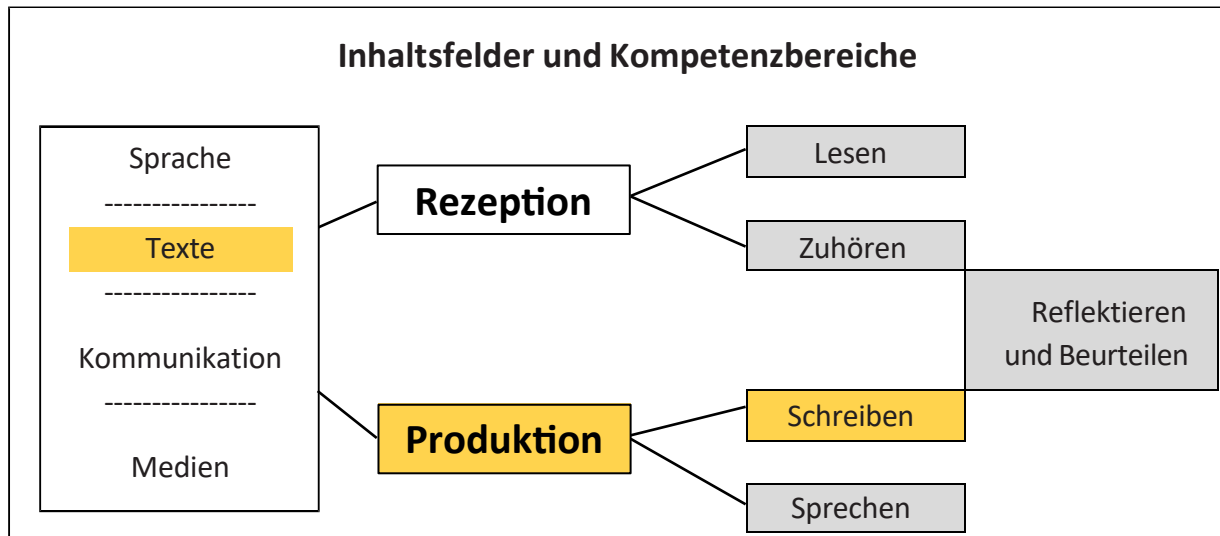 Inhaltsfelder und Kompetenzbereiche
Sprache
----------------
Texte
----------------
Kommunikation
----------------
Medien
Rezeption
Produktion
Lesen
Zuhören
Reflektieren
und Beurteilen
Schreiben
Sprechen